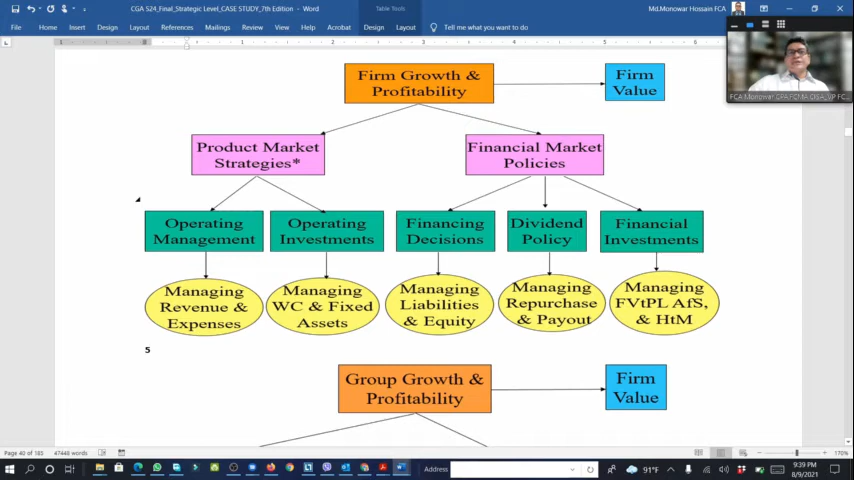 CGA S24_Final_Strategic Level_CASE STUDY_7th Edition - Word
Table Tools
Md.Monowar Hossain FCA
File
Home
Insert
Draw
Design
Layout
References
Mailings
Review
View
Help
Acrobat
Design
Layout
Tell me what you want to do
Firm Growth &
Profitability
Firm
Value
Product Market
Strategies*
Financial Market
Policies
Operating
Management
Operating
Investments
Financing
Decisions
Dividend
Policy
Financial
Investments
Managing
Revenue &
Expenses
Managing
WC & Fixed
Assets
Managing
Liabilities
& Equity
Managing
Repurchase
& Payout
Managing
FVtPL AfS,
& HtM
5
Group Growth &
Profitability
Firm
Value
Page 40 of 185
47448 words
170%
Address
91°F
9:39 PM
8/9/2021